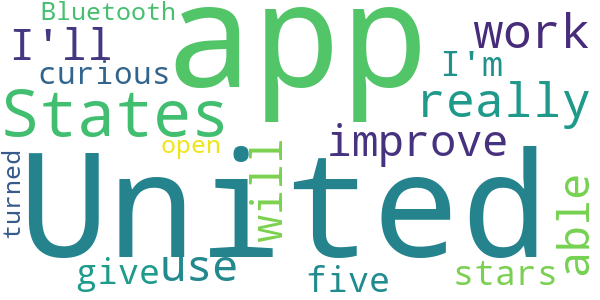 Bluetooth
app
I'll
work
curious
I'm
States
really
open
improve
will
turned
United
able
give
use
five
stars